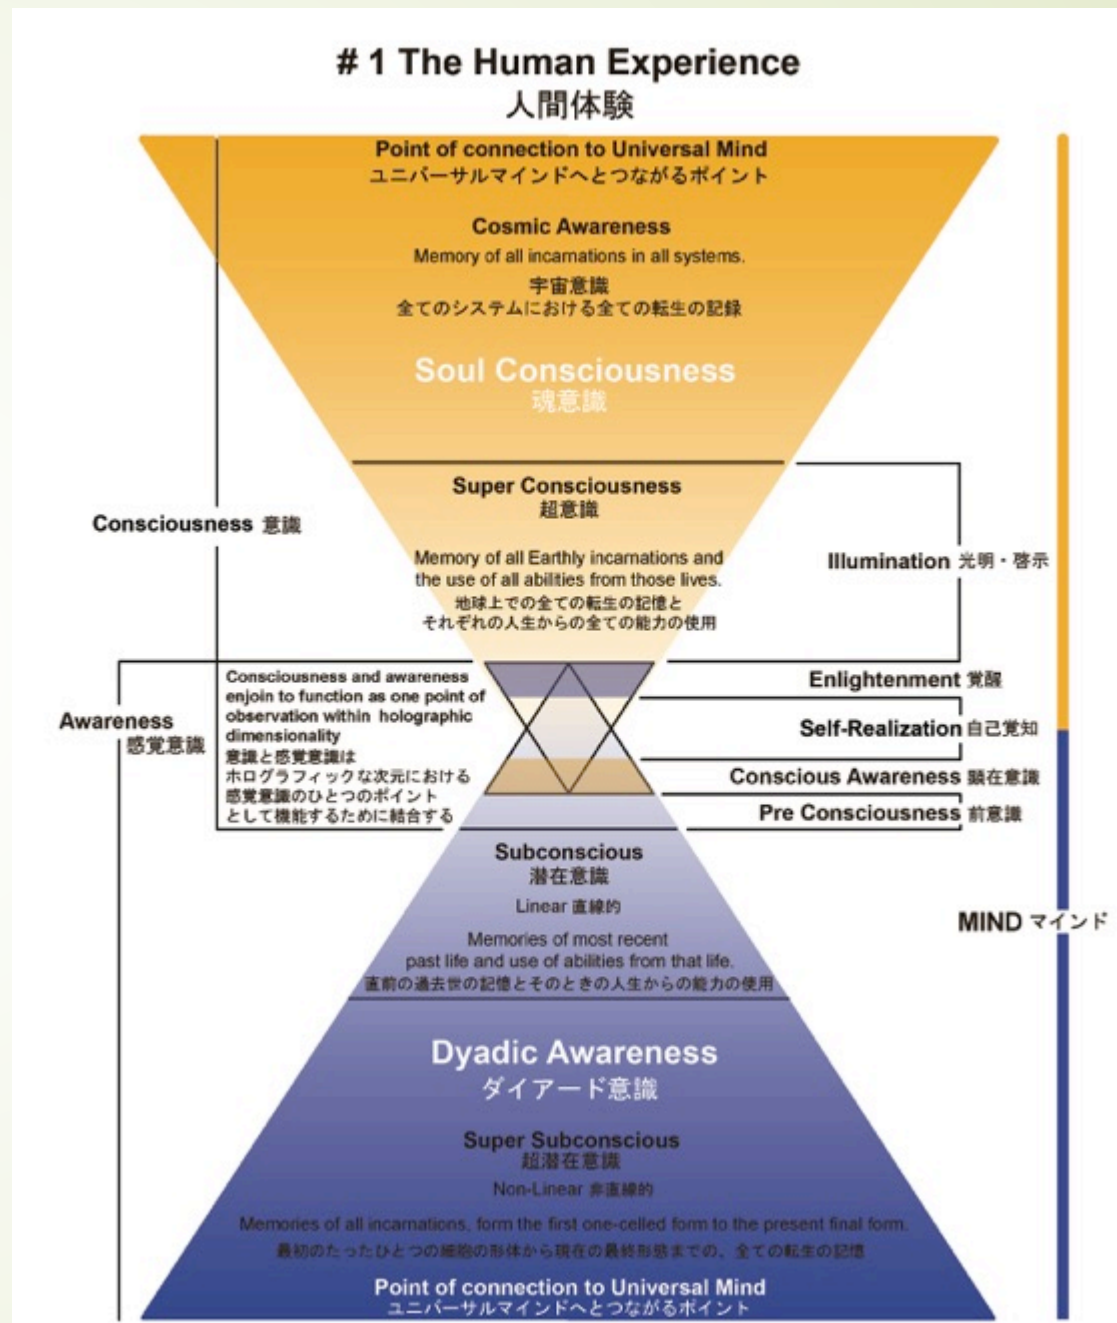 # 1 The Human Experience
人間体験
Point of connection to Universal Mind
ユニバーサルマインドへとつながるポイント
Cosmic Awareness
Memory of all incarnations in all systems.
宇宙意識
全てのシステムにおける全ての転生の記録
Soul Consciousness
魂意識
Super Consciousness
超意識
Consciousness 意識
Memory of all Earthly incarnations and
the use of all abilities from those lives.
地球上での全ての転生の記憶と
それぞれの人生からの全ての能力の使用
Illumination 光明・啓示
Awareness
感覚意識
Consciousness and awareness
enjoin to function as one point of
observation within holographic
dimensionality
意識と感覚意識は
ホログラフィックな次元における
感覚意識のひとつのポイント
として機能するために結合する
Enlightenment 覚醒
Self-Realization 自己覚知
Conscious Awareness 顕在意識
Pre Consciousness 前意識
Subconscious
潜在意識
Linear 直線的
Memories of most recent
past life and use of abilities from that life.
直前の過去世の記憶とそのときの人生からの能力の使用
MIND マインド
Dyadic Awareness
ダイアード意識
Super Subconscious
超潜在意識
Non-Linear 非直線的
Memories of all incarnations, form the first one-celled form to the present final form.
最初のたったひとつの細胞の形体から現在の最終形態までの、全ての転生の記憶
Point of connection to Universal Mind
ユニバーサルマインドへとつながるポイント